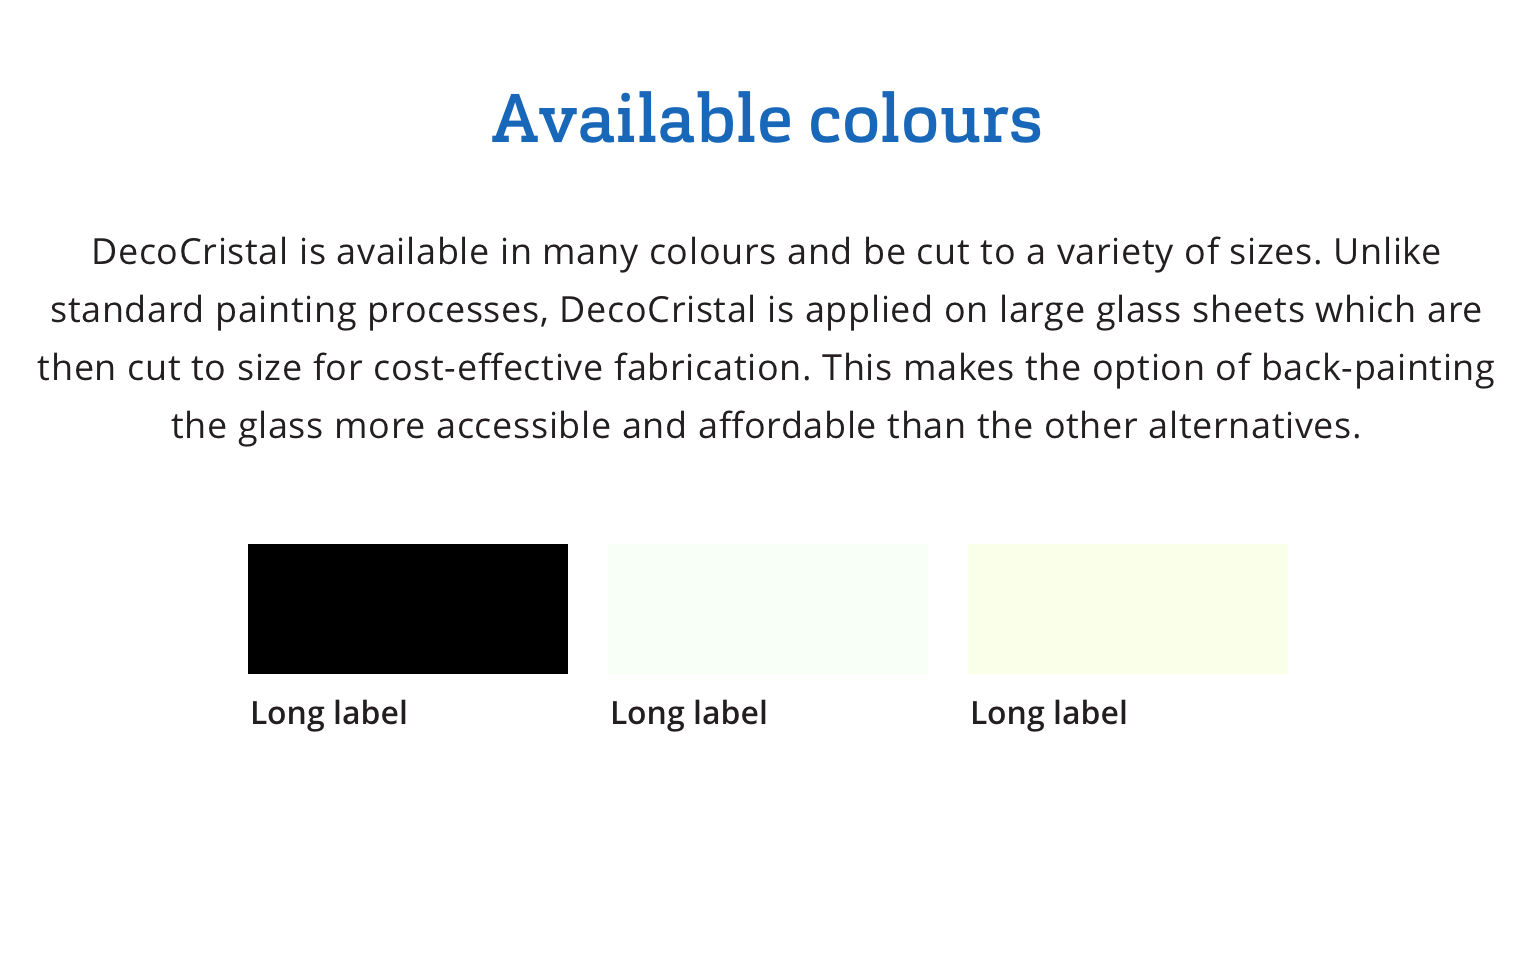 Available colours
DecoCristal is available in many colours and be cut to a variety of sizes. Unlike
standard painting processes, DecoCristal is applied on large glass sheets which are
then cut to size for cost-effective fabrication. This makes the option of back-painting
the glass more accessible and affordable than the other alternatives.
Long label
Long label
Long label